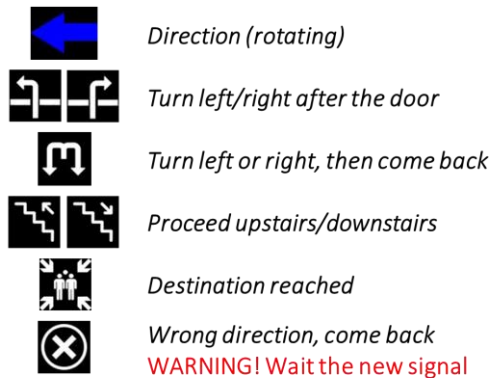 Direction (rotating)
Turn left/right after the door
Turn left or right, then come back
Proceed upstairs/downstairs
Destination reached
Wrong direction, come back
WARNING! Wait the new signal